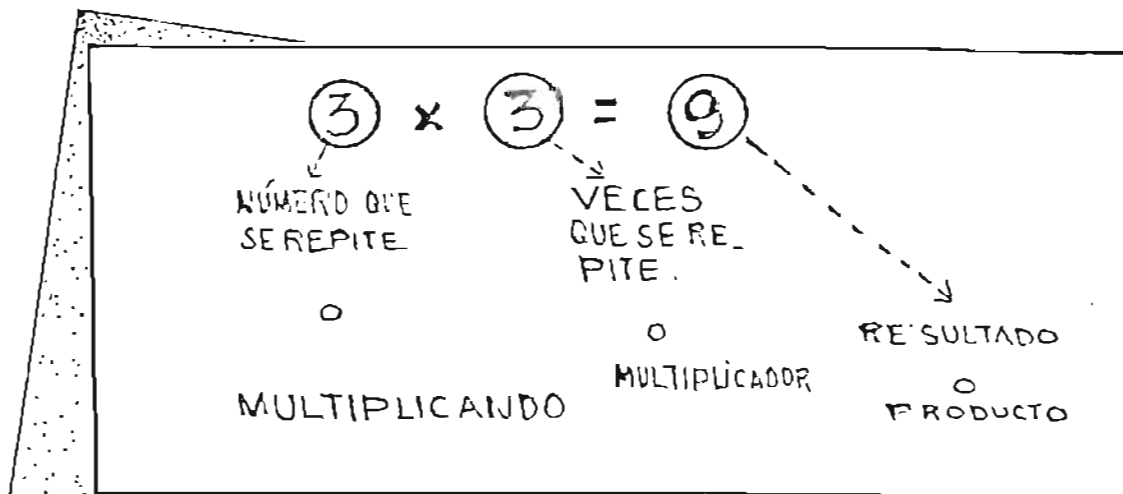 3 x 3 = 9
NÚMERO QUE
SE REPITE
VECES
QUE SE RE_
PITE.
O
O
MULTIPLICANDO
MULTIPLICADOR
RESULTADO
O
PRODUCTO